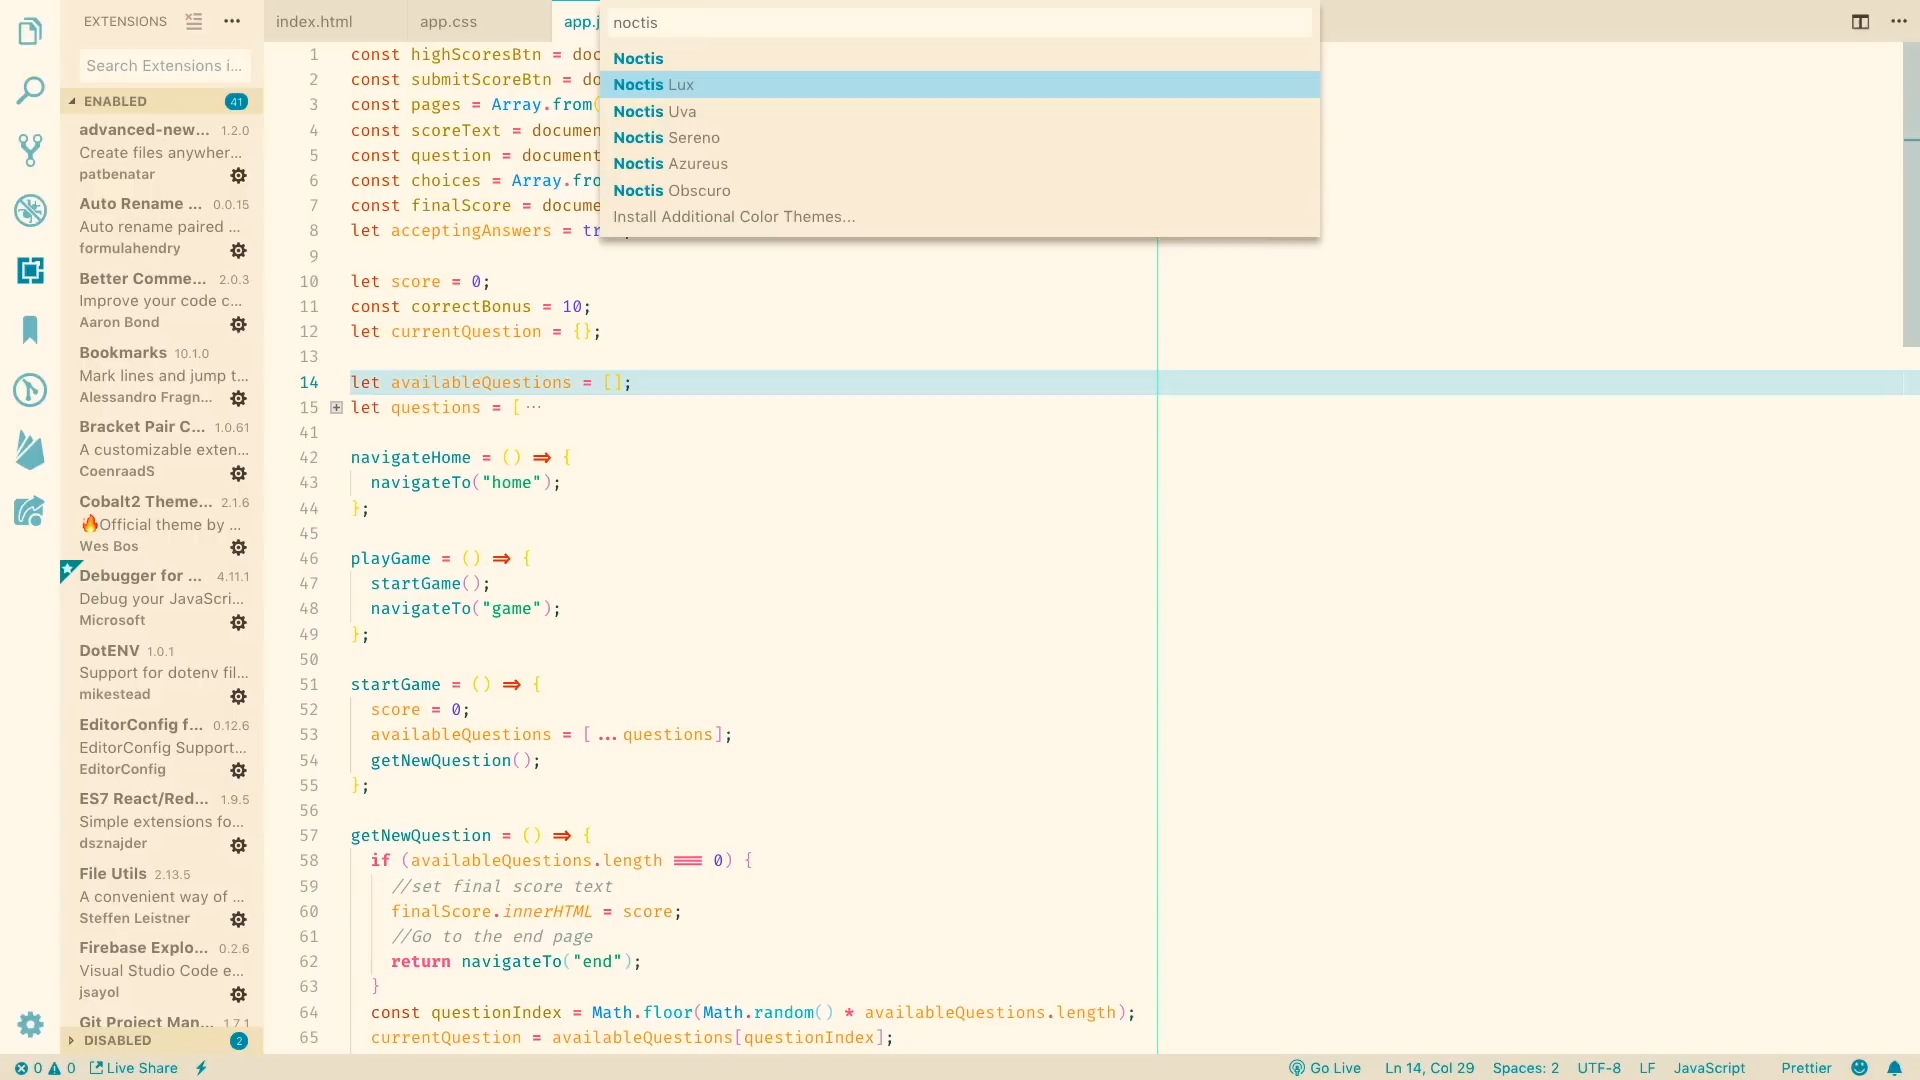 EXTENSIONS
Search Extensions i...
ENABLED 41
advanced-new... 1.2.0
Create files anywher...
patbenatar
Auto Rename ... 0.0.15
Auto rename paired ...
formulahendry
Better Comme... 2.0.3
Improve your code c...
Aaron Bond
Bookmarks 10.1.0
Mark lines and jump t...
Alessandro Fragn...
Bracket Pair C... 1.0.61
A customizable exten...
CoenraadS
Cobalt2 Theme... 2.1.6
🔥Official theme by ...
Wes Bos
Debugger for ... 4.11.1
Debug your JavaScri...
Microsoft
DotENV 1.0.1
Support for dotenv fil...
mikestead
EditorConfig f... 0.12.6
EditorConfig Support...
EditorConfig
ES7 React/Red... 1.9.5
Simple extensions fo...
dsznajder
File Utils 2.13.5
A convenient way of ...
Steffen Leistner
Firebase Explo... 0.2.6
Visual Studio Code e...
jsayol
Git Project Man... 1.7.1
DISABLED 2
index.html app.css app.j
noctis
Noctis
Noctis Lux
Noctis Uva
Noctis Sereno
Noctis Azureus
Noctis Obscuro
Install Additional Color Themes...
1 const highScoresBtn = doc
2 const submitScoreBtn = do
3 const pages = Array.from(
4 const scoreText = documen
5 const question = document
6 const choices = Array.fro
7 const finalScore = docume
8 let acceptingAnswers = tr
9
10 let score = 0;
11 const correctBonus = 10;
12 let currentQuestion = {};
13
14 let availableQuestions = [];
15 let questions = [ ...
41
42 navigateHome = () => {
43 navigateTo("home");
44 };
45
46 playGame = () => {
47 startGame();
48 navigateTo("game");
49 };
50
51 startGame = () => {
52 score = 0;
53 availableQuestions = [...questions];
54 getNewQuestion();
55 };
56
57 getNewQuestion = () => {
58 if (availableQuestions.length === 0) {
59 //set final score text
60 finalScore.innerHTML = score;
61 //Go to the end page
62 return navigateTo("end");
63 }
64 const questionIndex = Math.floor(Math.random() * availableQuestions.length);
65 currentQuestion = availableQuestions[questionIndex];
0 0 Live Share Go Live Ln 14, Col 29 Spaces: 2 UTF-8 LF JavaScript Prettier